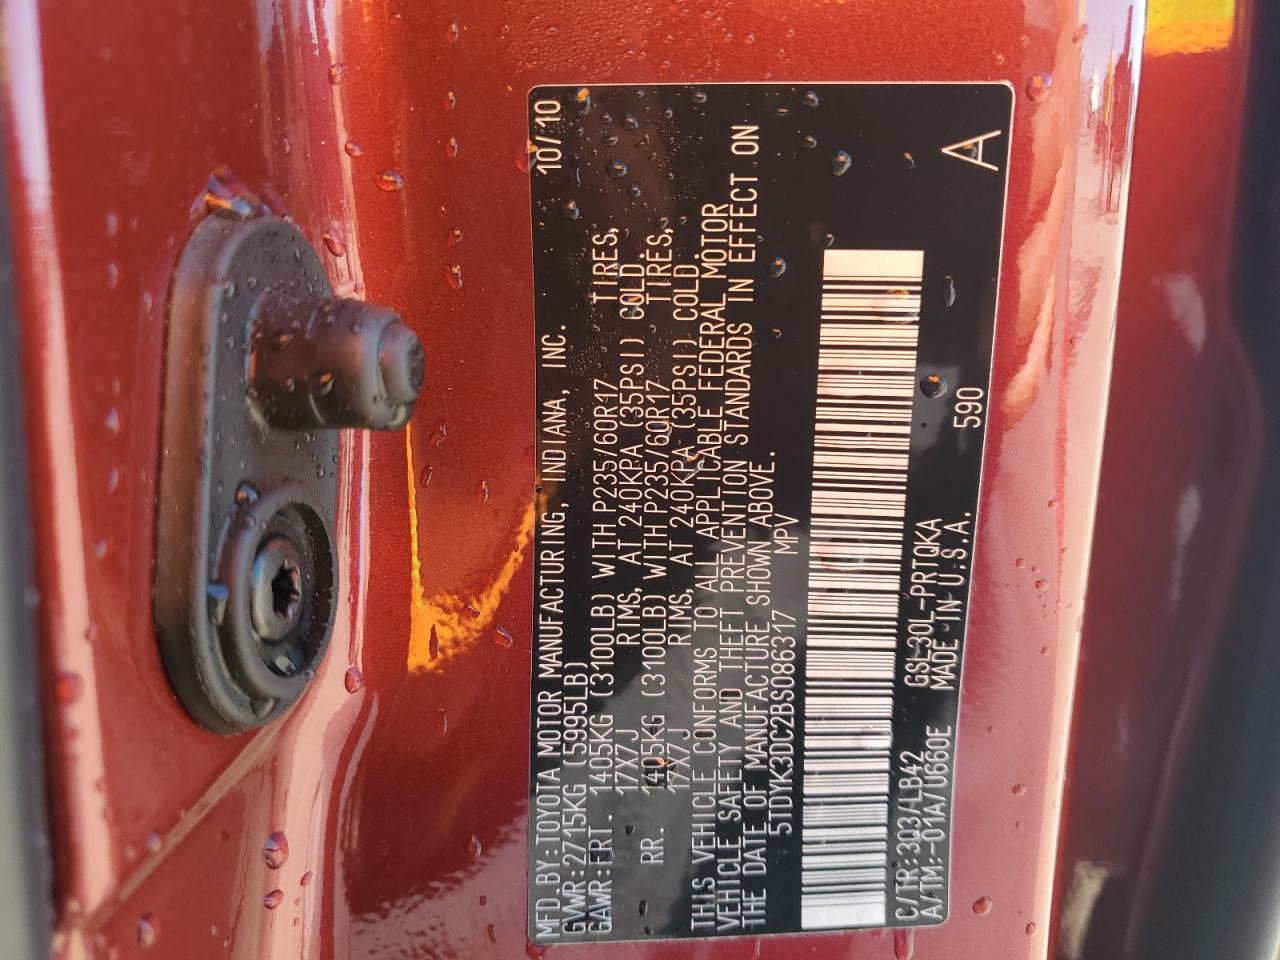 MFD.BY:TOYOTA MOTOR MANUFACTURING, INDIANA, INC. 10/10
GVWR:2715KG (5995LB)
GAWR:FRT. 1405KG (3100LB) WITH P235/60R17 TIRES,
17X7J RIMS, AT 240KPA (35PSI) COLD.
RR. 1405KG (3100LB) WITH P235/60R17 TIRES,
17X7J RIMS, AT 240KPA (35PSI) COLD.
THIS VEHICLE CONFORMS TO ALL APPLICABLE FEDERAL MOTOR
VEHICLE SAFETY AND THEFT PREVENTION STANDARDS IN EFFECT ON
THE DATE OF MANUFACTURE SHOWN ABOVE.
5TDYK3DC2BS086317 MPV
C/TR:3Q3/LB42 GSL30L-PRTQKA
A/TM:-01A/U660E MADE IN U.S.A. 590 A